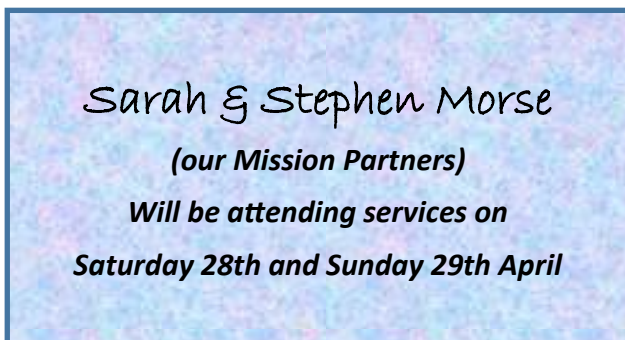 Sarah & Stephen Morse
(our Mission Partners)
Will be attending services on
Saturday 28th and Sunday 29th April